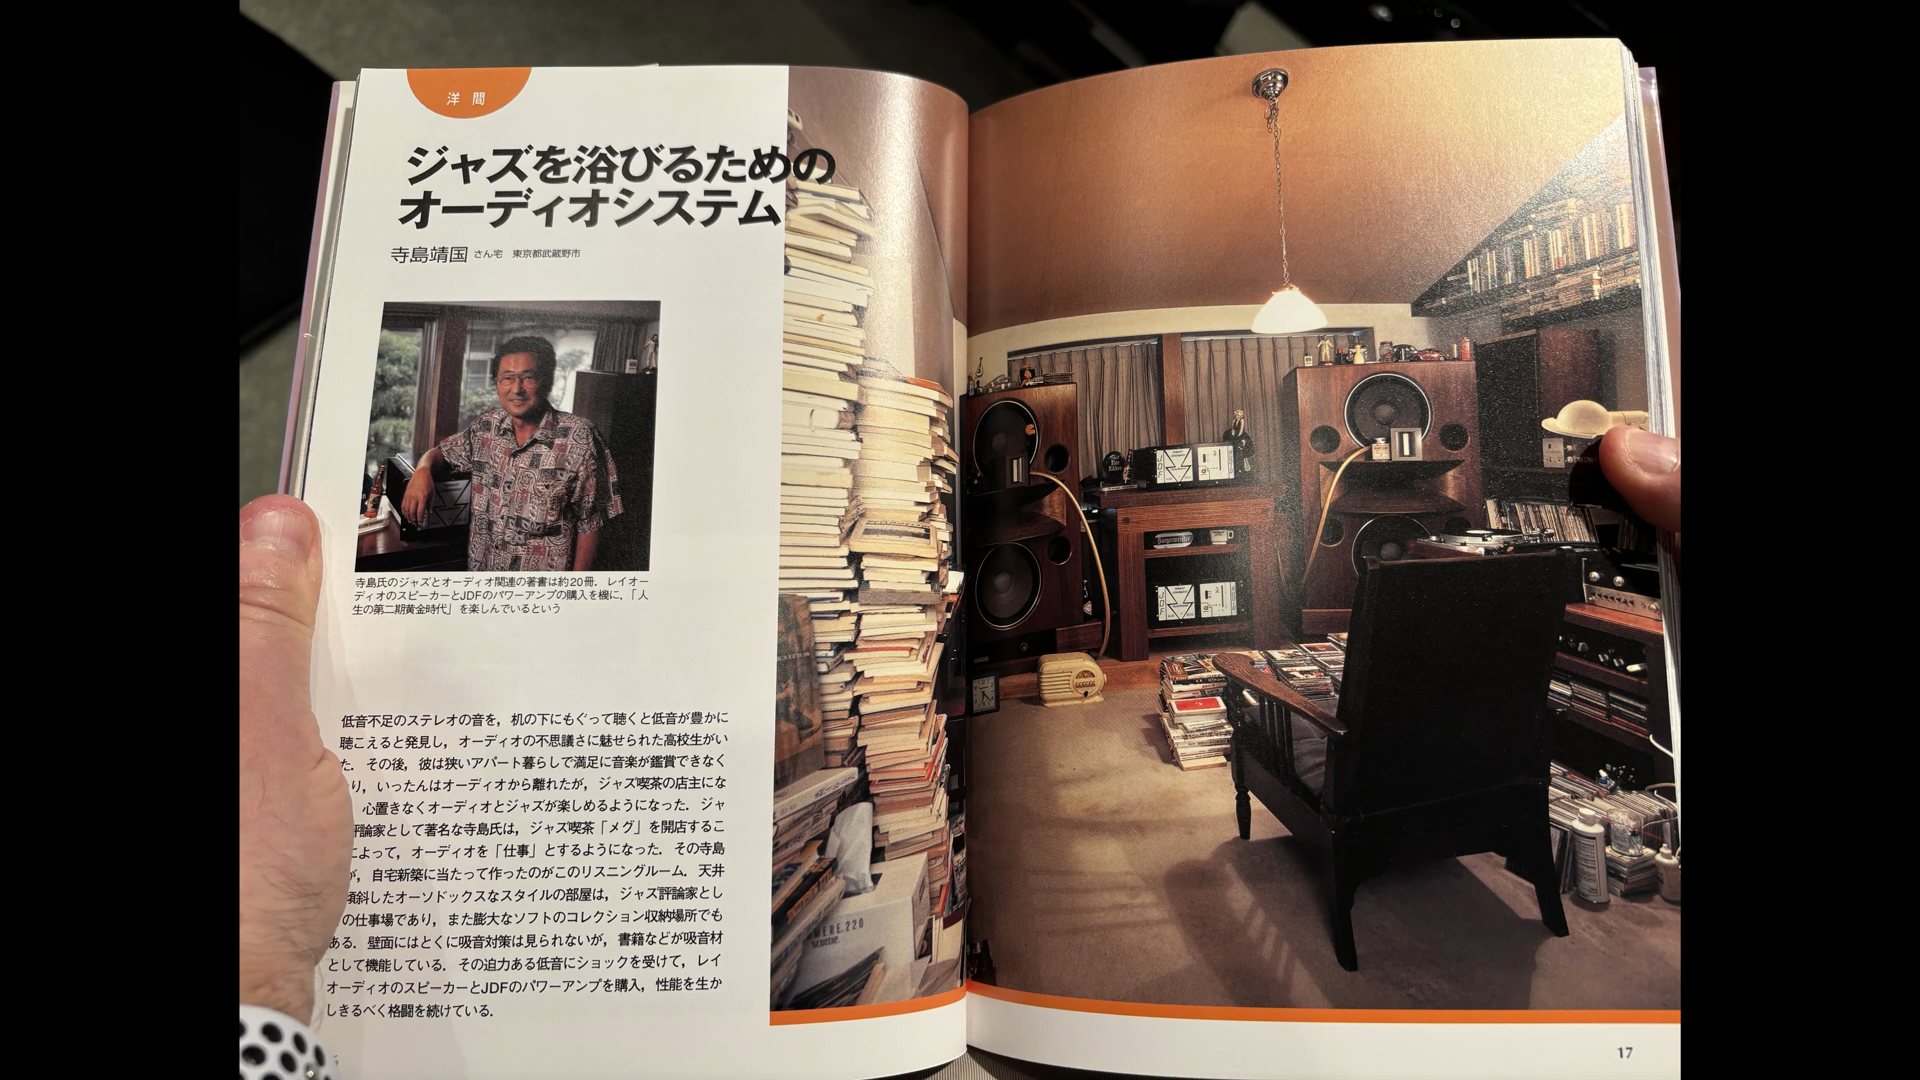 洋 間
ジャズを浴びるための
オーディオシステム
寺島靖国 さん宅 東京都武蔵野市
寺島氏のジャズとオーディオ関連の著書は約20冊．レイオー
ディオのスピーカーとJDFのパワーアンプの購入を機に，「人
生の第二期黄金時代」を楽しんでいるという
低音不足のステレオの音を，机の下にもぐって聴くと低音が豊かに
聴こえると発見し，オーディオの不思議さに魅せられた高校生がい
た．その後，彼は狭いアパート暮らしで満足に音楽が鑑賞できなく
り，いったんはオーディオから離れたが，ジャズ喫茶の店主にな
心置きなくオーディオとジャズが楽しめるようになった．ジャ
評論家として著名な寺島氏は，ジャズ喫茶「メグ」を開店するこ
によって，オーディオを「仕事」とするようになった．その寺島
が，自宅新築に当たって作ったのがこのリスニングルーム．天井
傾斜したオーソドックスなスタイルの部屋は，ジャズ評論家とし
の仕事場であり，また膨大なソフトのコレクション収納場所でも
ある．壁面にはとくに吸音対策は見られないが，書籍などが吸音材
として機能している．その迫力ある低音にショックを受けて，レイ
オーディオのスピーカーとJDFのパワーアンプを購入，性能を生か
しきるべく格闘を続けている．
JDF
JDF
scottie
17